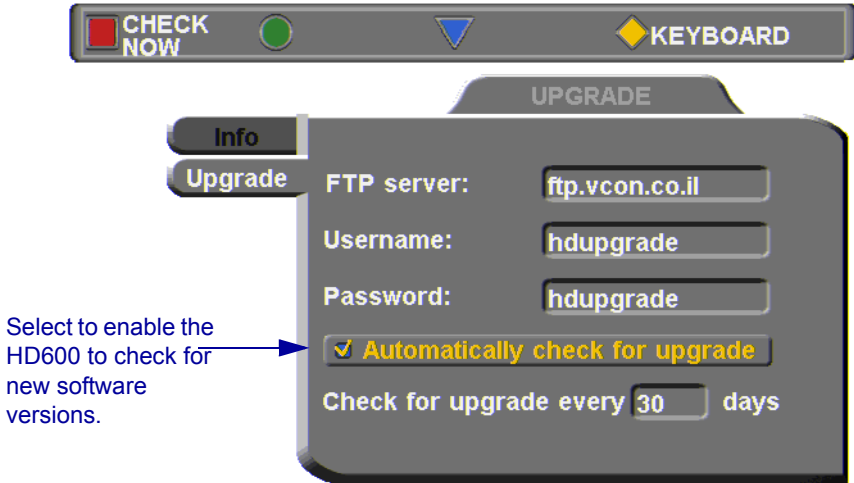 CHECK
NOW
KEYBOARD
UPGRADE
Info
Upgrade
FTP server: ftp.vcon.co.il
Username: hdupgrade
Password: hdupgrade
Automatically check for upgrade
Check for upgrade every 30 days
Select to enable the
HD600 to check for
new software
versions.